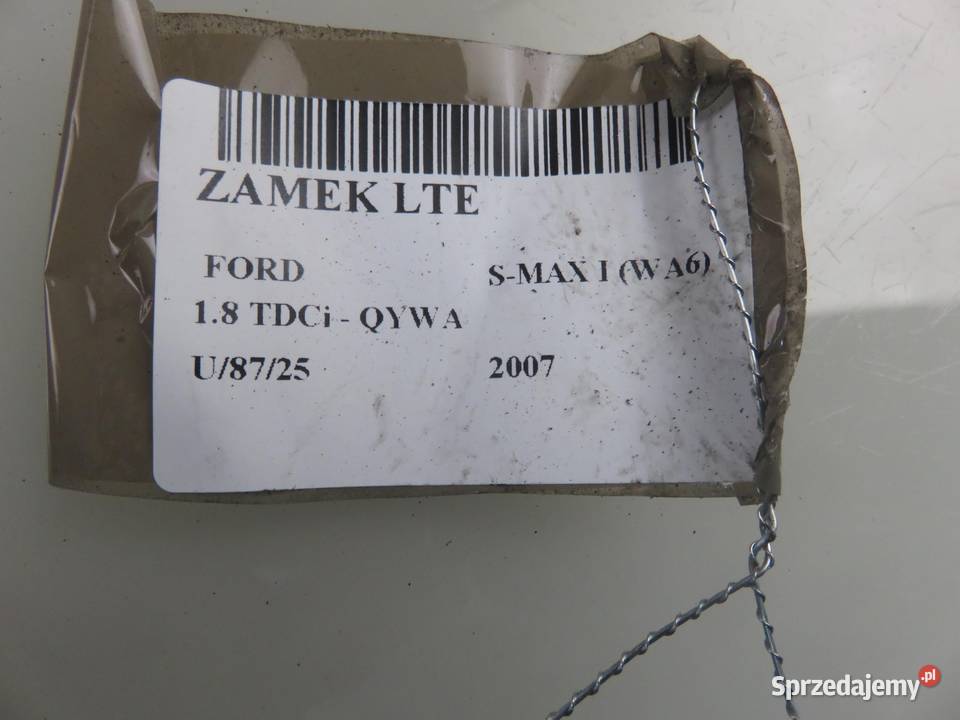 ZAMEK LTE
FORD S-MAX I (WA6)
1.8 TDCi - QYWA
U/87/25 2007
Sprzedajemy.pl